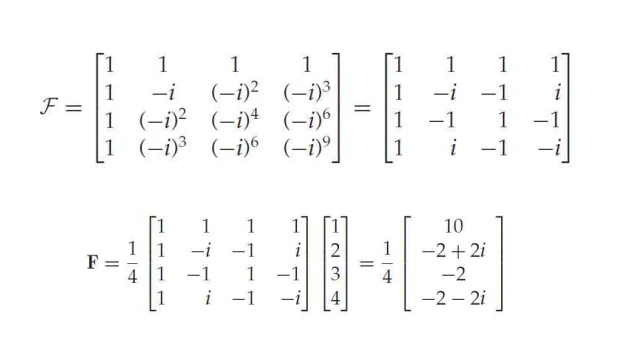 1 1 1 1 1 1 1 1
1 −i (−i)² (−i)³ 1 −i −1 i
ℱ = =
1 (−i)² (−i)⁴ (−i)⁶ 1 −1 1 −1
1 (−i)³ (−i)⁶ (−i)⁹ 1 i −1 −i
1 1 1 1 1 10
1 −i −1 i 2 −2 + 2i
F = 1/4 = 1/4
1 −1 1 −1 3 −2
1 i −1 −i 4 −2 − 2i